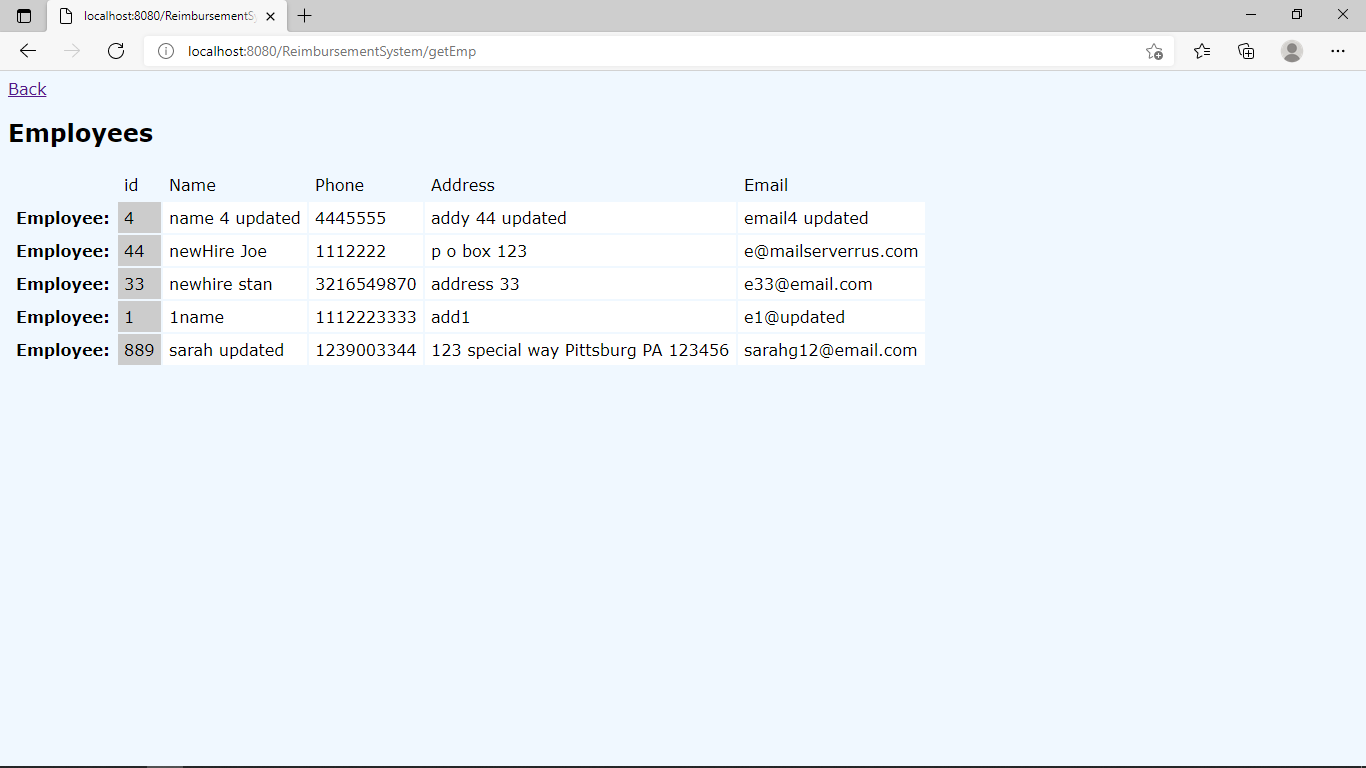 localhost:8080/ReimbursementSy
localhost:8080/ReimbursementSystem/getEmp
Back
Employees
id Name Phone Address Email
Employee: 4 name 4 updated 4445555 addy 44 updated email4 updated
Employee: 44 newHire Joe 1112222 p o box 123 e@mailserverrus.com
Employee: 33 newhire stan 3216549870 address 33 e33@email.com
Employee: 1 1name 1112223333 add1 e1@updated
Employee: 889 sarah updated 1239003344 123 special way Pittsburg PA 123456 sarahg12@email.com